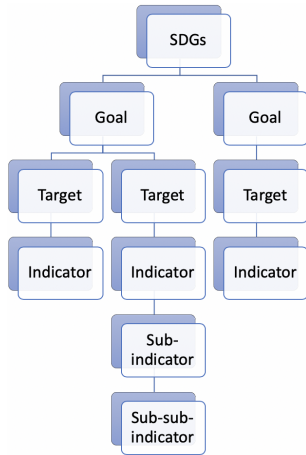 SDGs
Goal
Goal
Target
Target
Target
Indicator
Indicator
Indicator
Sub-
indicator
Sub-sub-
indicator